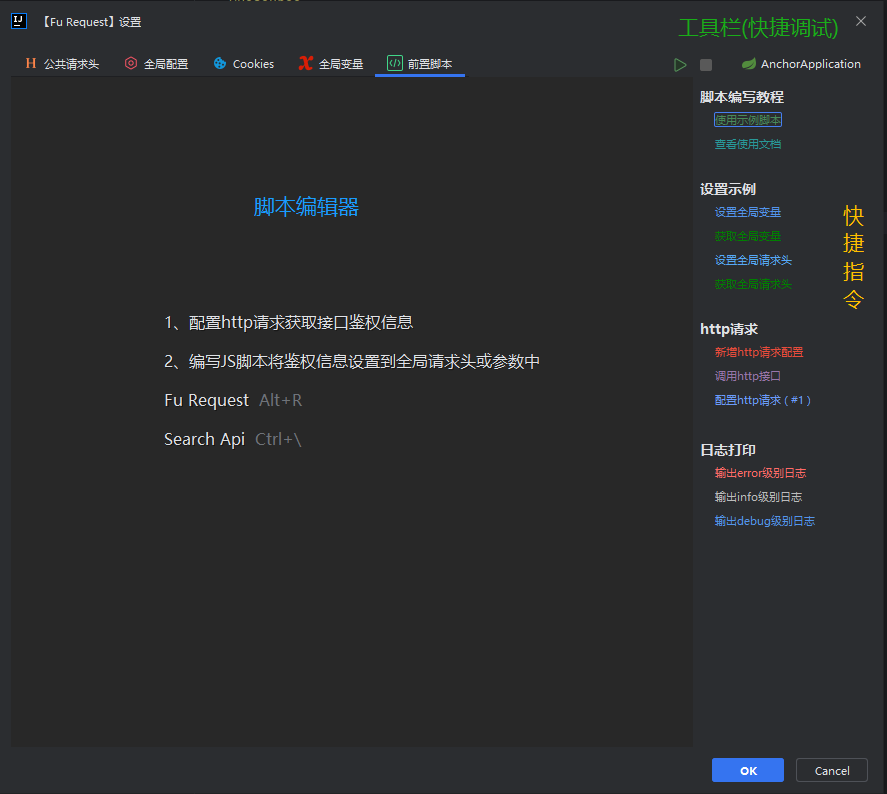 【Fu Request】设置
工具栏(快捷调试)
H 公共请求头 全局配置 Cookies 全局变量 前置脚本
AnchorApplication
脚本编写教程
使用示例脚本
查看使用文档
脚本编辑器
设置示例
设置全局变量
获取全局变量
设置全局请求头
获取全局请求头
快
捷
指
令
1、配置http请求获取接口鉴权信息
2、编写JS脚本将鉴权信息设置到全局请求头或参数中
Fu Request Alt+R
Search Api Ctrl+\
http请求
新增http请求配置
调用http接口
配置http请求 ( #1 )
日志打印
输出error级别日志
输出info级别日志
输出debug级别日志
OK Cancel